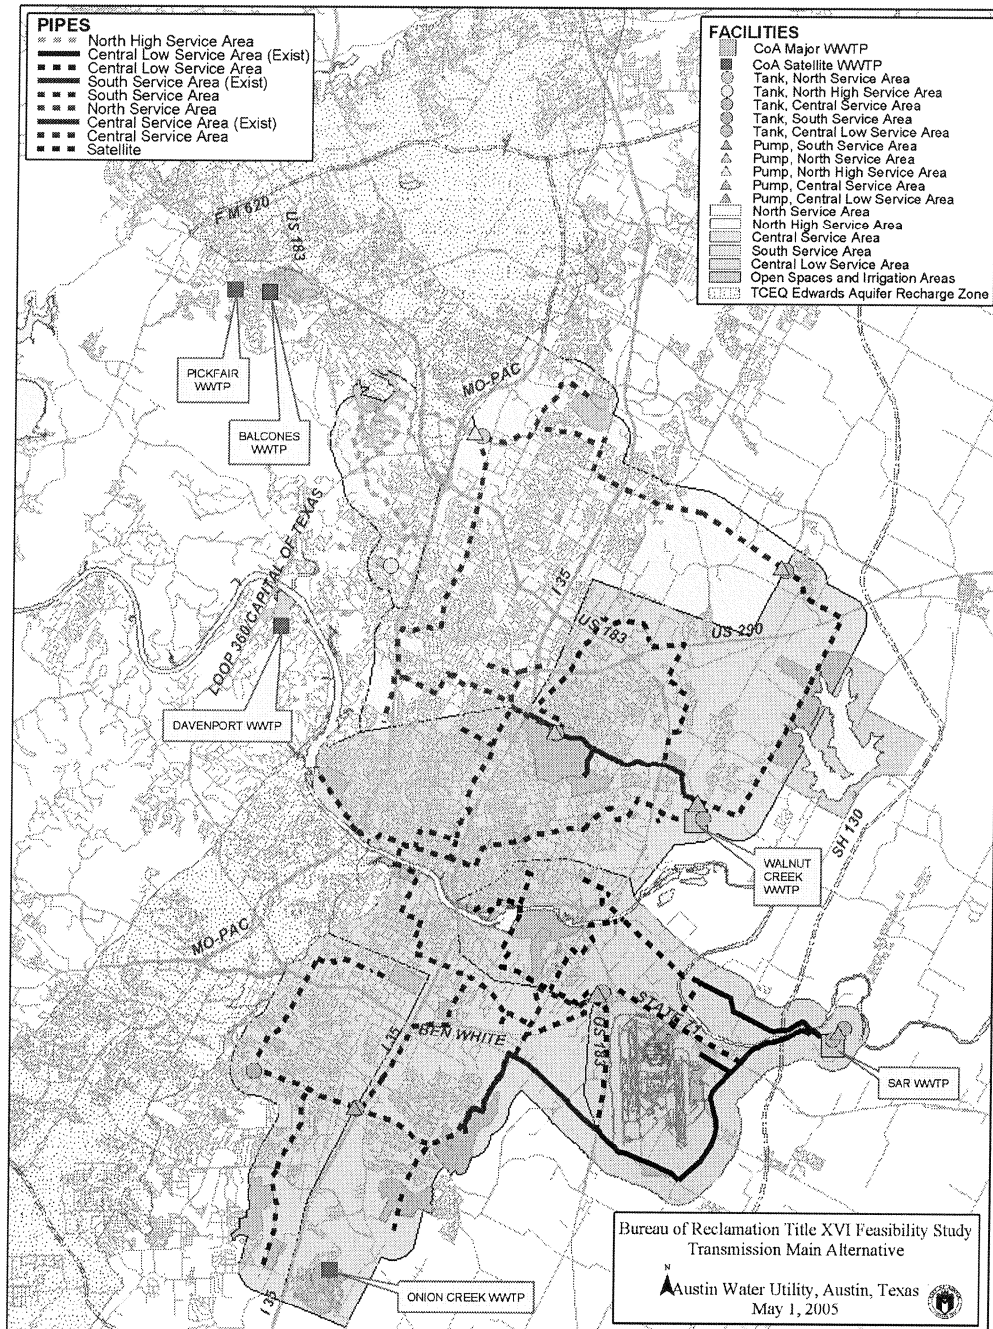 PIPES
North High Service Area
Central Low Service Area (Exist)
Central Low Service Area
South Service Area (Exist)
South Service Area
North Service Area
Central Service Area (Exist)
Central Service Area
Satellite
FACILITIES
CoA Major WWTP
CoA Satellite WWTP
Tank, North Service Area
Tank, North High Service Area
Tank, Central Service Area
Tank, South Service Area
Tank, Central Low Service Area
Pump, South Service Area
Pump, North Service Area
Pump, North High Service Area
Pump, Central Service Area
Pump, Central Low Service Area
North Service Area
North High Service Area
Central Service Area
South Service Area
Central Low Service Area
Open Spaces and Irrigation Areas
TCEQ Edwards Aquifer Recharge Zone
FM 620
US 183
PICKFAIR
WWTP
BALCONES
WWTP
MO-PAC
LOOP 360/CAPITAL OF TEXAS
I 35
US 183
US 290
DAVENPORT WWTP
SH 130
WALNUT
CREEK
WWTP
MO-PAC
STATE 71
I 35
BEN WHITE
US 183
SAR WWTP
ONION CREEK WWTP
I 35
Bureau of Reclamation Title XVI Feasibility Study
Transmission Main Alternative
N
Austin Water Utility, Austin, Texas
May 1, 2005